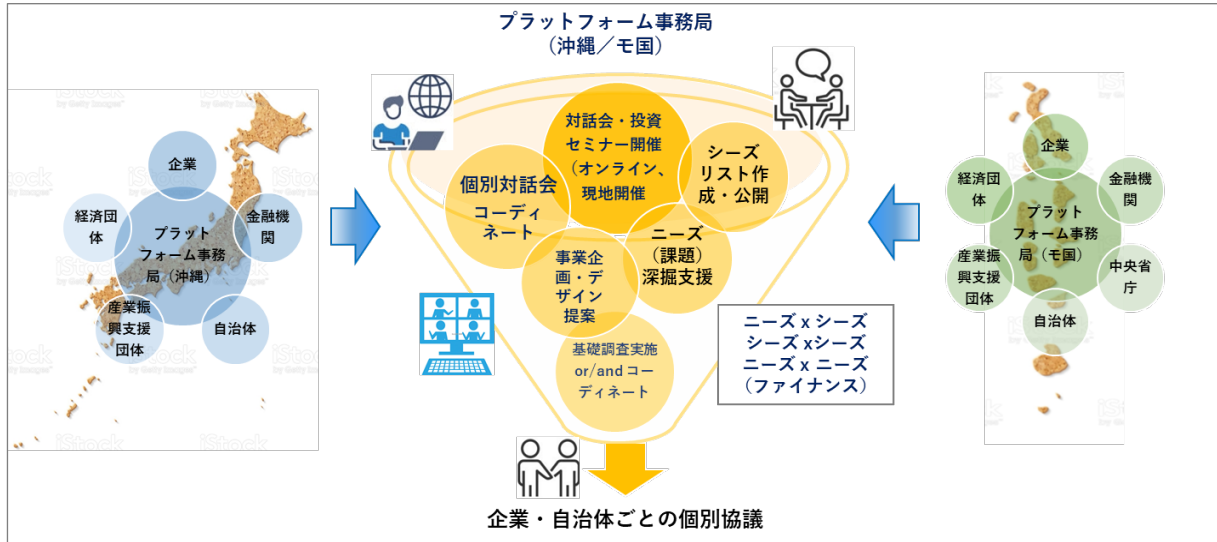 プラットフォーム事務局
(沖縄/モ国)
企業
経済団
体
金融機
関
プラット
フォーム事務
局(沖縄)
産業振
興支援
団体
自治体
対話会・投資
セミナー開催
(オンライン、
現地開催
シーズ
リスト作
成・公開
個別対話会
コーディ
ネート
ニーズ
(課題)
深掘支援
事業企
画・デ
ザイン
提案
基礎調査実施
or/and コー
ディネート
ニーズ x シーズ
シーズ xシーズ
ニーズ x ニーズ
(ファイナンス)
企業・自治体ごとの個別協議
企業
経済団
体
金融機
関
プラット
フォーム事務
局(モ国)
産業振
興支援
団体
中央省
庁
自治体
iStock
by Getty Images
iStock
iStock